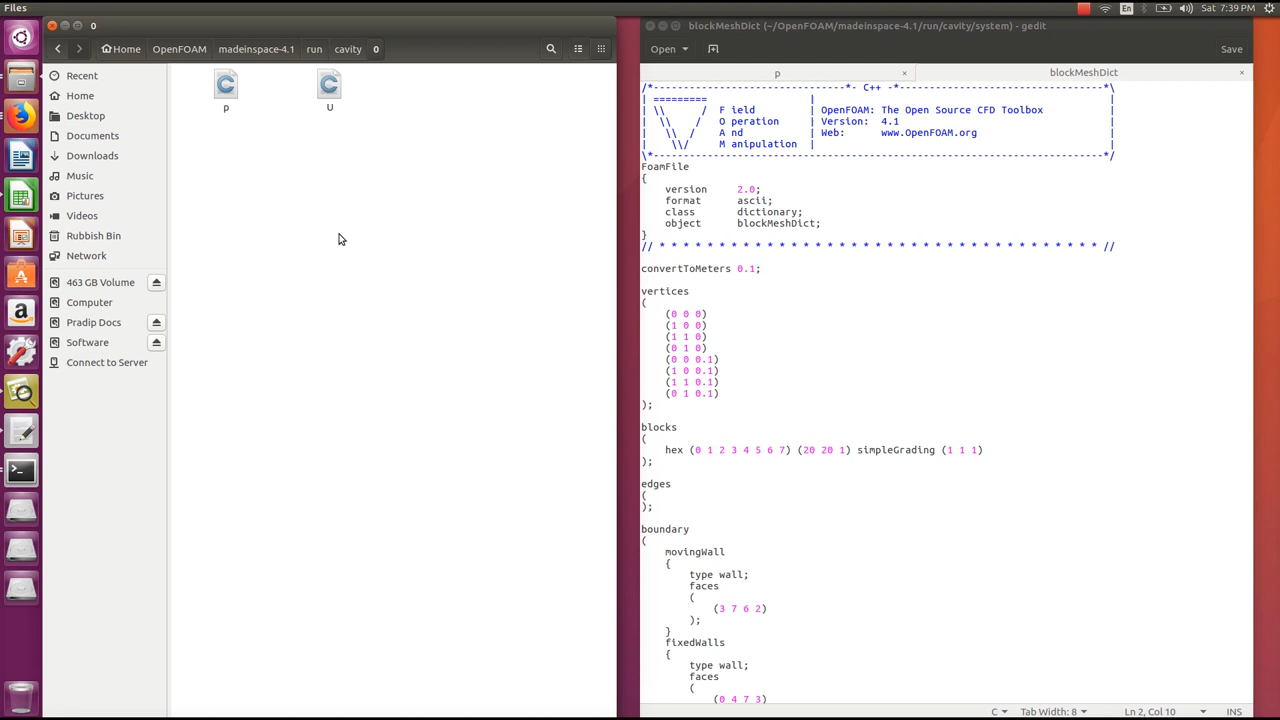 Files
En
Sat 7:39 PM
0
Home OpenFOAM madeinspace-4.1 run cavity 0
p
U
Recent
Home
Desktop
Documents
Downloads
Music
Pictures
Videos
Rubbish Bin
Network
463 GB Volume
Computer
Pradip Docs
Software
Connect to Server
blockMeshDict (~/OpenFOAM/madeinspace-4.1/run/cavity/system) - gedit
Open Save
p × blockMeshDict ×
/*--------------------------------*- C++ -*----------------------------------*\
| =========                 |                                                 |
| \\      /  F ield         | OpenFOAM: The Open Source CFD Toolbox           |
|  \\    /   O peration     | Version:  4.1                                   |
|   \\  /    A nd           | Web:      www.OpenFOAM.org                      |
|    \\/     M anipulation  |                                                 |
\*---------------------------------------------------------------------------*/
FoamFile
{
    version     2.0;
    format      ascii;
    class       dictionary;
    object      blockMeshDict;
}
// * * * * * * * * * * * * * * * * * * * * * * * * * * * * * * * * * * * * * //
convertToMeters 0.1;
vertices
(
    (0 0 0)
    (1 0 0)
    (1 1 0)
    (0 1 0)
    (0 0 0.1)
    (1 0 0.1)
    (1 1 0.1)
    (0 1 0.1)
);
blocks
(
    hex (0 1 2 3 4 5 6 7) (20 20 1) simpleGrading (1 1 1)
);
edges
(
);
boundary
(
    movingWall
    {
        type wall;
        faces
        (
            (3 7 6 2)
        );
    }
    fixedWalls
    {
        type wall;
        faces
        (
            (0 4 7 3)
C Tab Width: 8 Ln 2, Col 10 INS